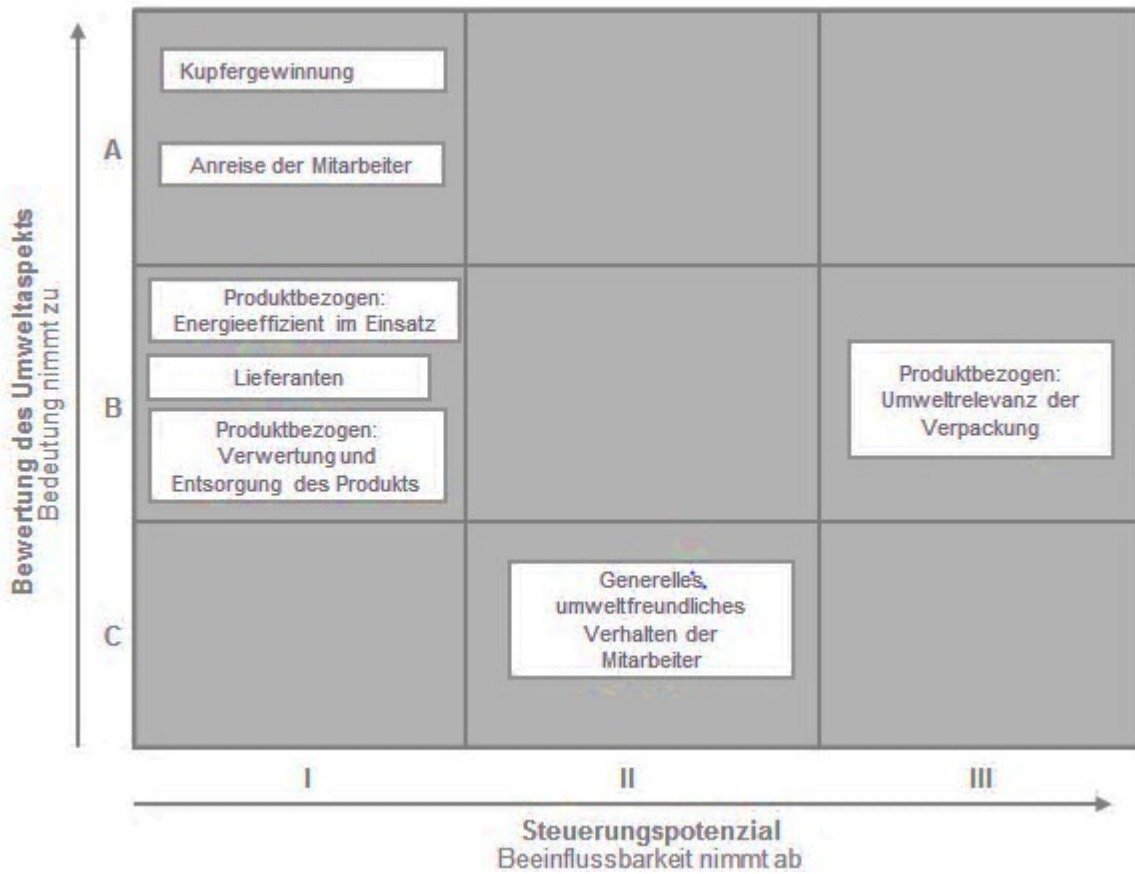 Bewertung des Umweltaspekts
Bedeutung nimmt zu
A
Kupfergewinnung
Anreise der Mitarbeiter
B
Produktbezogen:
Energieeffizient im Einsatz
Lieferanten
Produktbezogen:
Verwertung und
Entsorgung des Produkts
Produktbezogen:
Umweltrelevanz der
Verpackung
C
Generelles
umweltfreundliches
Verhalten der
Mitarbeiter
I
II
III
Steuerungspotenzial
Beeinflussbarkeit nimmt ab